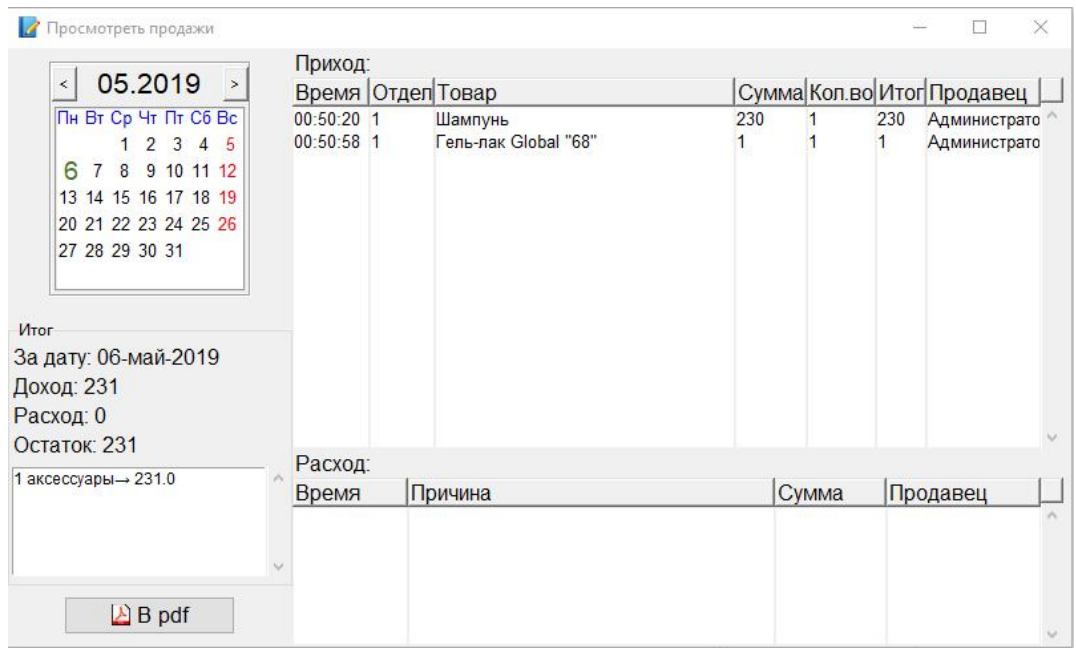 Просмотреть продажи
< 05.2019 >
Пн Вт Ср Чт Пт Сб Вс
1 2 3 4 5
6 7 8 9 10 11 12
13 14 15 16 17 18 19
20 21 22 23 24 25 26
27 28 29 30 31
Итог
За дату: 06-май-2019
Доход: 231
Расход: 0
Остаток: 231
1 аксессуары→ 231.0
В pdf
Приход:
Время Отдел Товар Сумма Кол.во Итог Продавец
00:50:20 1 Шампунь 230 1 230 Администрато
00:50:58 1 Гель-лак Global "68" 1 1 1 Администрато
Расход:
Время Причина Сумма Продавец